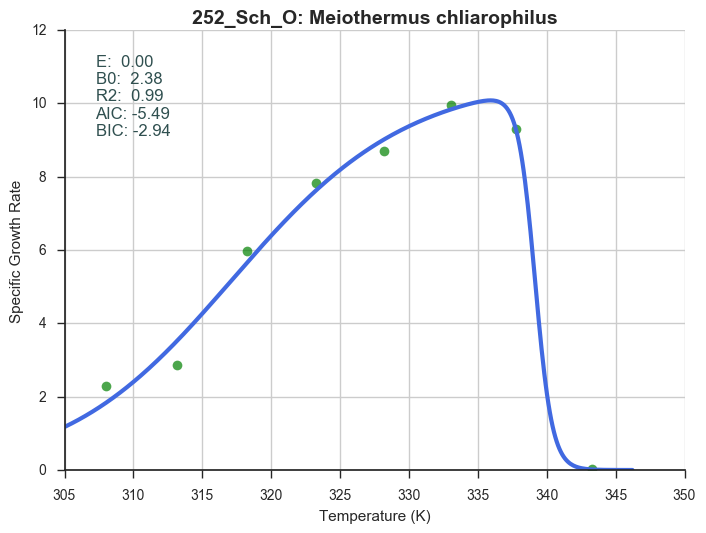 252_Sch_O: Meiothermus chliarophilus
12
E:  0.00
B0:  2.38
R2:  0.99
AIC: -5.49
BIC: -2.94
10
8
6
4
2
0
Specific Growth Rate
305 310 315 320 325 330 335 340 345 350
Temperature (K)